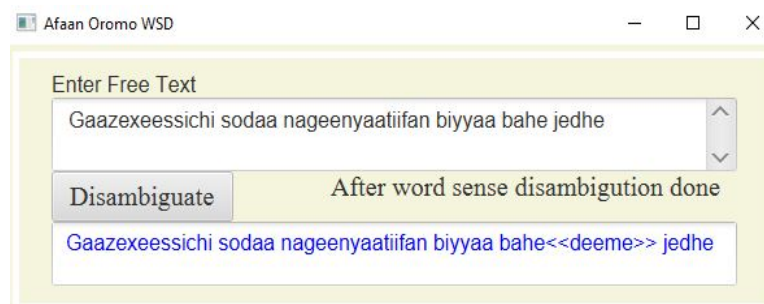 Afaan Oromo WSD
Enter Free Text
Gaazexeessichi sodaa nageenyaatiifan biyyaa bahe jedhe
Disambiguate
After word sense disambigution done
Gaazexeessichi sodaa nageenyaatiifan biyyaa bahe<<deeme>> jedhe